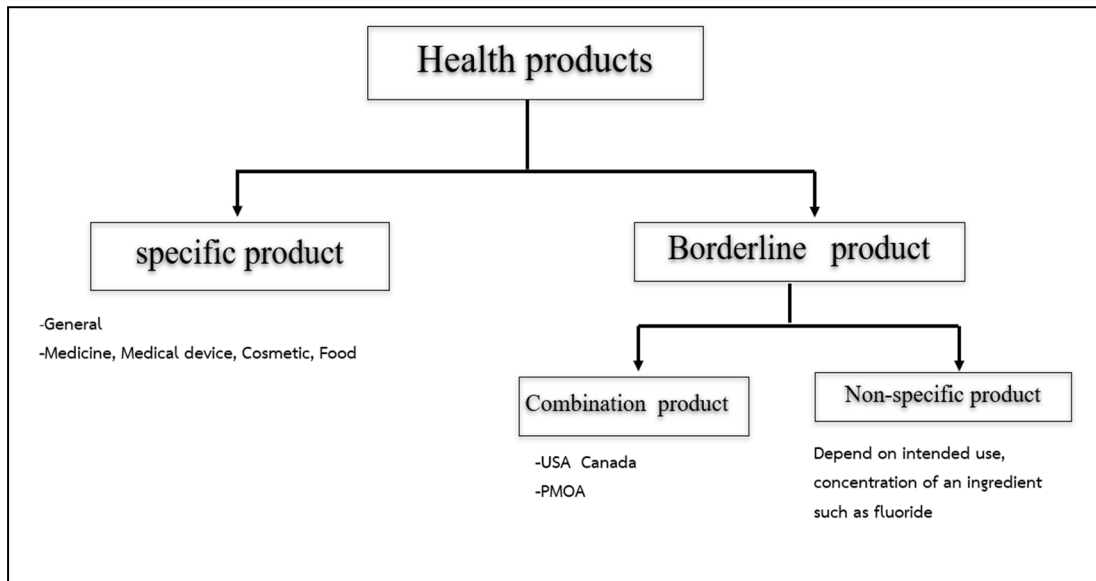 Health products
specific product
Borderline product
-General
-Medicine, Medical device, Cosmetic, Food
Combination product
Non-specific product
-USA Canada
-PMOA
Depend on intended use,
concentration of an ingredient
such as fluoride